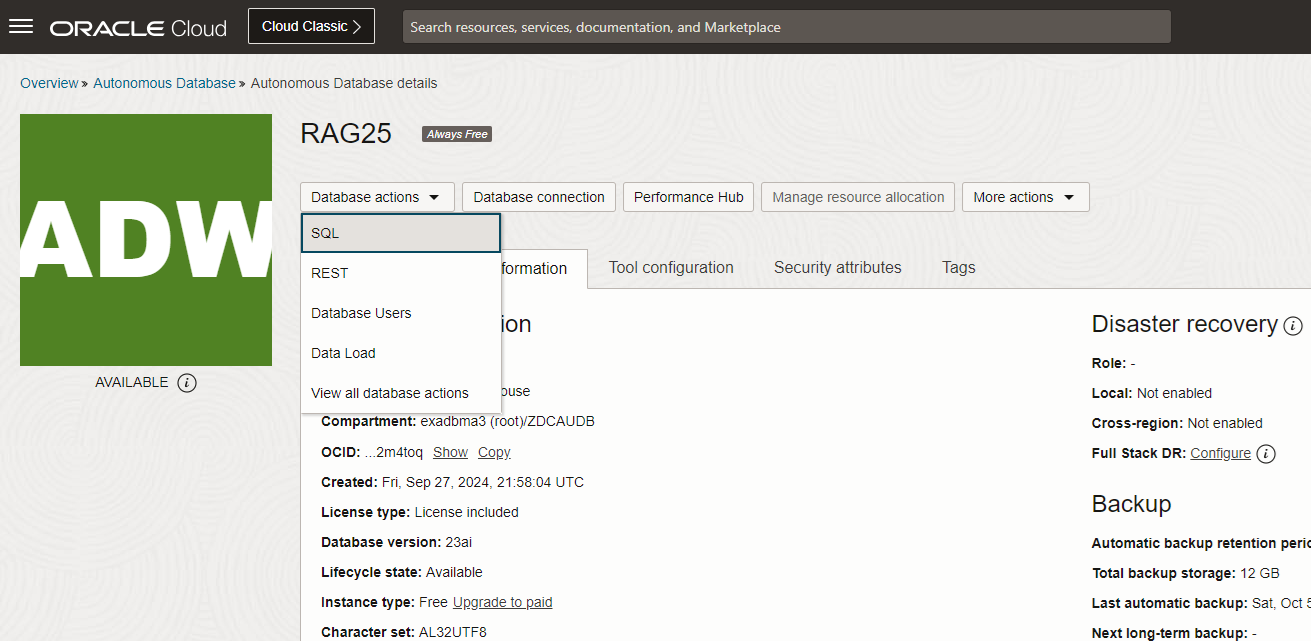 ORACLE Cloud
Cloud Classic
Search resources, services, documentation, and Marketplace
Overview » Autonomous Database » Autonomous Database details
ADW
AVAILABLE
RAG25
Always Free
Database actions
Database connection
Performance Hub
Manage resource allocation
More actions
SQL
REST
Database Users
Data Load
View all database actions
formation
Tool configuration
Security attributes
Tags
ion
ouse
Compartment: exadbma3 (root)/ZDCAUDB
OCID: ...2m4toq Show Copy
Created: Fri, Sep 27, 2024, 21:58:04 UTC
License type: License included
Database version: 23ai
Lifecycle state: Available
Instance type: Free Upgrade to paid
Character set: AL32UTF8
Disaster recovery
Role: -
Local: Not enabled
Cross-region: Not enabled
Full Stack DR: Configure
Backup
Automatic backup retention perio
Total backup storage: 12 GB
Last automatic backup: Sat, Oct 5
Next long-term backup: -